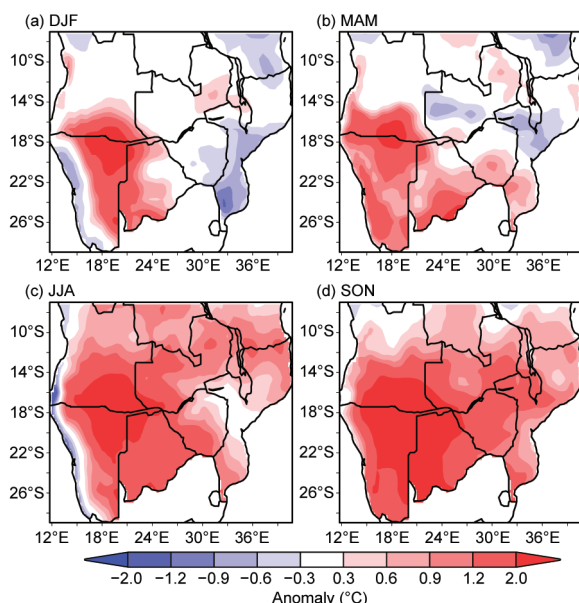 (a) DJF
(b) MAM
10°S
14°S
18°S
22°S
26°S
10°S
14°S
18°S
22°S
26°S
12°E 18°E 24°E 30°E 36°E
12°E 18°E 24°E 30°E 36°E
(c) JJA
(d) SON
10°S
14°S
18°S
22°S
26°S
10°S
14°S
18°S
22°S
26°S
12°E 18°E 24°E 30°E 36°E
12°E 18°E 24°E 30°E 36°E
−2.0 −1.2 −0.9 −0.6 −0.3 0.3 0.6 0.9 1.2 2.0
Anomaly (°C)